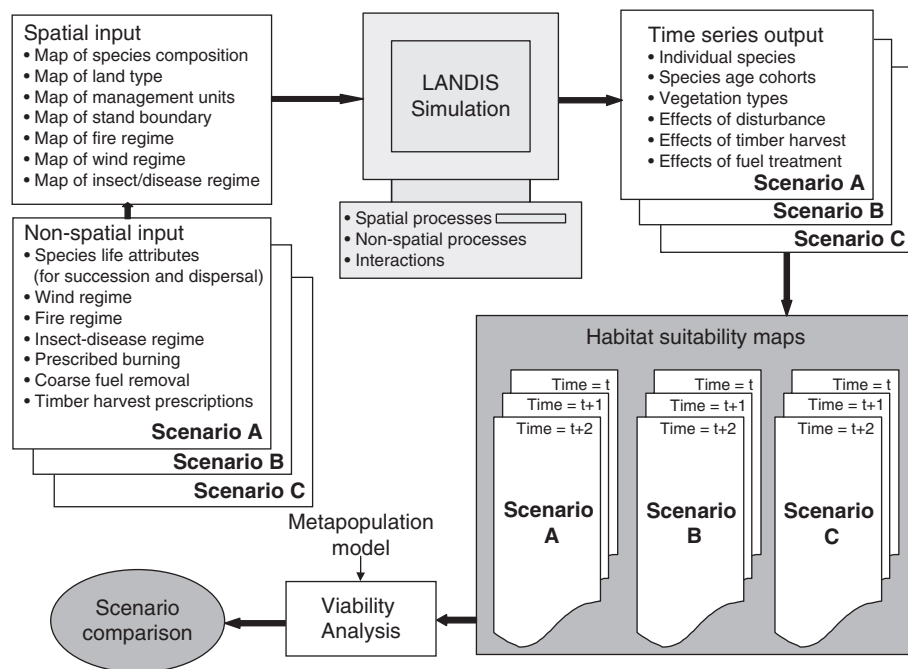 Spatial input
• Map of species composition
• Map of land type
• Map of management units
• Map of stand boundary
• Map of fire regime
• Map of wind regime
• Map of insect/disease regime
Non-spatial input
• Species life attributes
(for succession and dispersal)
• Wind regime
• Fire regime
• Insect-disease regime
• Prescribed burning
• Coarse fuel removal
• Timber harvest prescriptions
Scenario A
Scenario B
Scenario C
LANDIS
Simulation
• Spatial processes
• Non-spatial processes
• Interactions
Time series output
• Individual species
• Species age cohorts
• Vegetation types
• Effects of disturbance
• Effects of timber harvest
• Effects of fuel treatment
Scenario A
Scenario B
Scenario C
Habitat suitability maps
Time = t
Time = t+1
Time = t+2
Scenario
A
Time = t
Time = t+1
Time = t+2
Scenario
B
Time = t
Time = t+1
Time = t+2
Scenario
C
Metapopulation
model
Viability
Analysis
Scenario
comparison